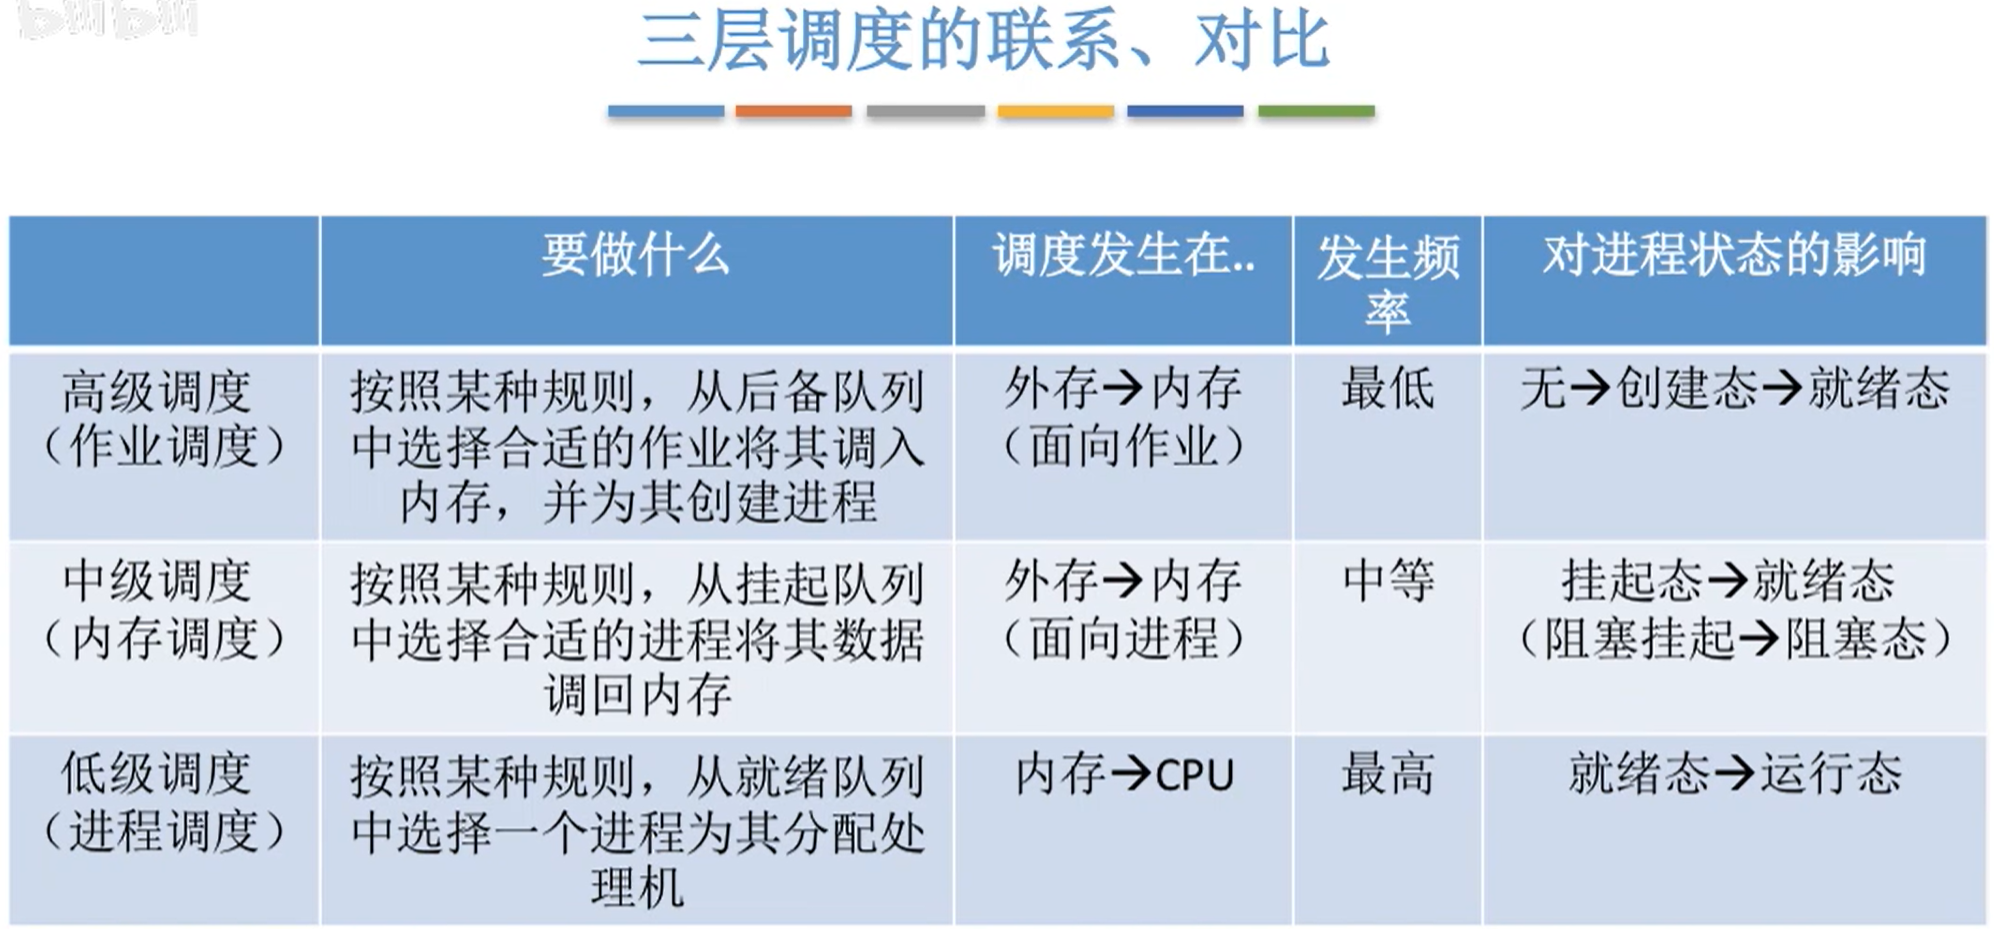 bilibili
三层调度的联系、对比
要做什么
调度发生在..
发生频
率
对进程状态的影响
高级调度
（作业调度）
按照某种规则，从后备队列
中选择合适的作业将其调入
内存，并为其创建进程
外存→内存
（面向作业）
最低
无→创建态→就绪态
中级调度
（内存调度）
按照某种规则，从挂起队列
中选择合适的进程将其数据
调回内存
外存→内存
（面向进程）
中等
挂起态→就绪态
（阻塞挂起→阻塞态）
低级调度
（进程调度）
按照某种规则，从就绪队列
中选择一个进程为其分配处
理机
内存→CPU
最高
就绪态→运行态